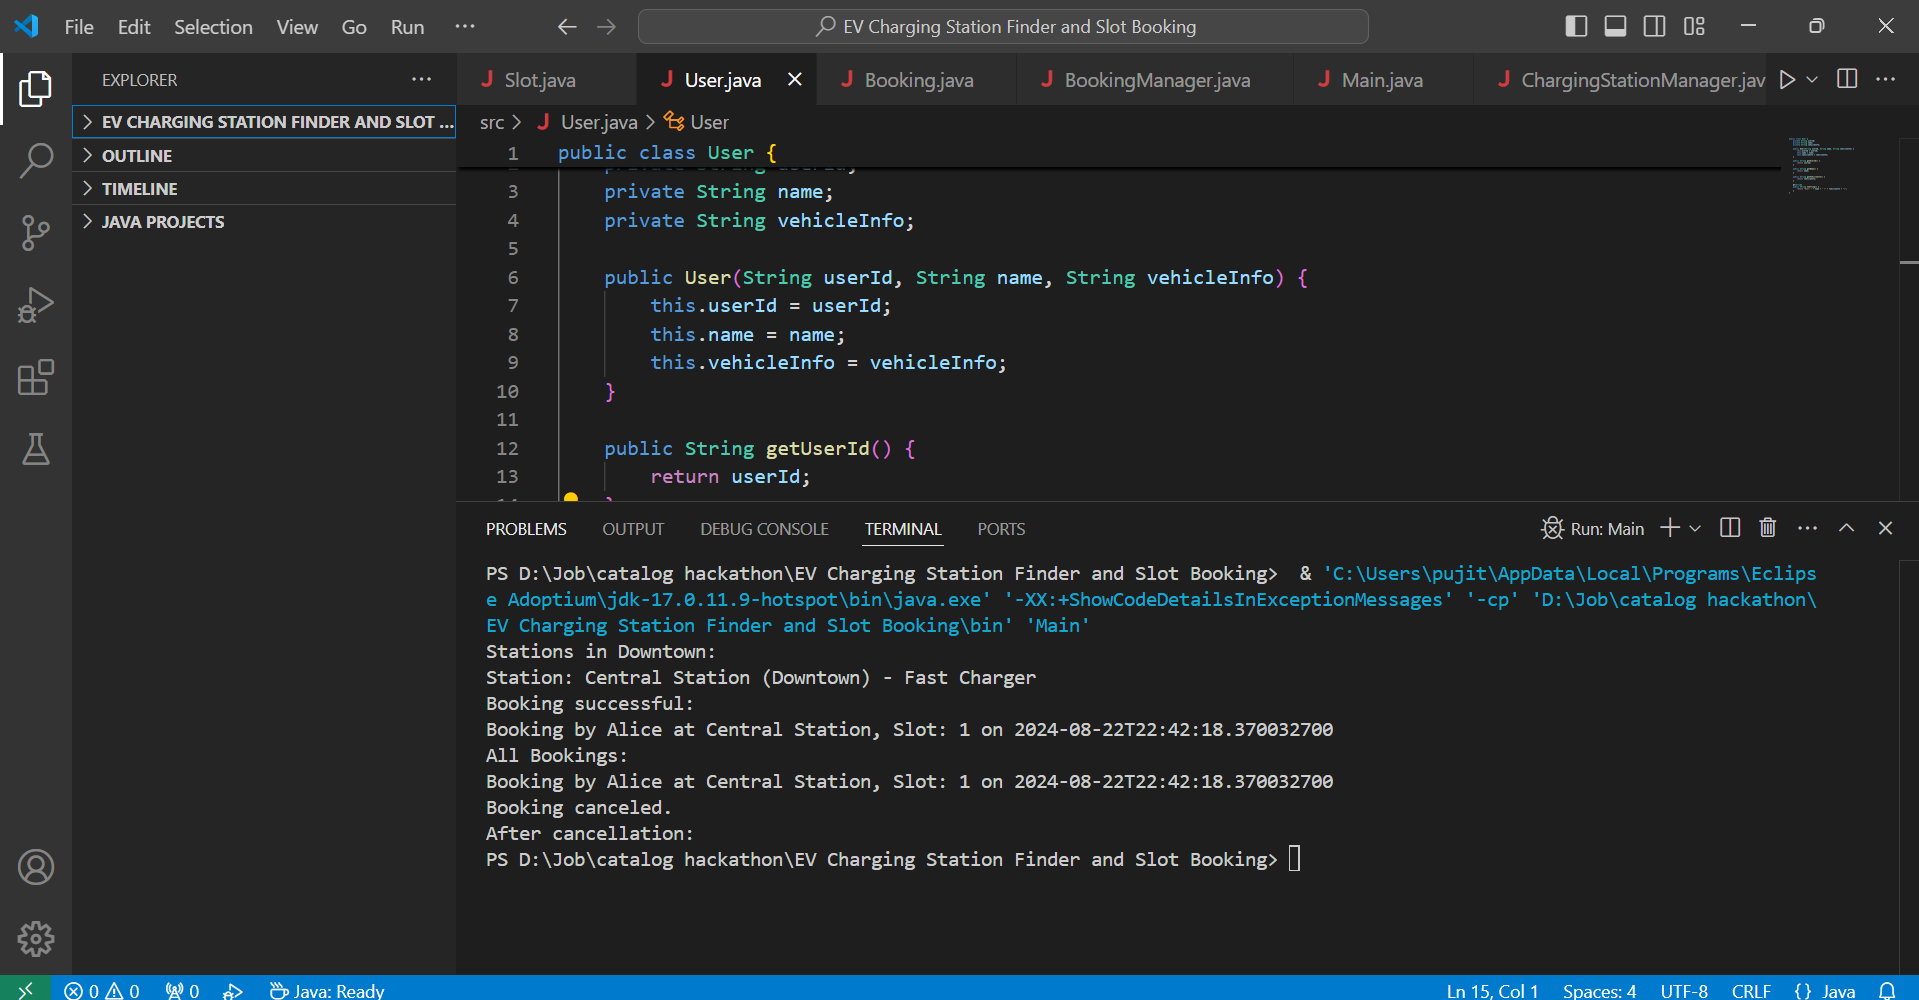 File Edit Selection View Go Run ···
EV Charging Station Finder and Slot Booking
EXPLORER
EV CHARGING STATION FINDER AND SLOT ...
OUTLINE
TIMELINE
JAVA PROJECTS
J Slot.java J User.java J Booking.java J BookingManager.java J Main.java J ChargingStationManager.jav
src > J User.java > User
1 public class User {
3 private String name;
4 private String vehicleInfo;
5
6 public User(String userId, String name, String vehicleInfo) {
7 this.userId = userId;
8 this.name = name;
9 this.vehicleInfo = vehicleInfo;
10 }
11
12 public String getUserId() {
13 return userId;
PROBLEMS OUTPUT DEBUG CONSOLE TERMINAL PORTS
Run: Main
PS D:\Job\catalog hackathon\EV Charging Station Finder and Slot Booking>  & 'C:\Users\pujit\AppData\Local\Programs\Eclips
e Adoptium\jdk-17.0.11.9-hotspot\bin\java.exe' '-XX:+ShowCodeDetailsInExceptionMessages' '-cp' 'D:\Job\catalog hackathon\
EV Charging Station Finder and Slot Booking\bin' 'Main'
Stations in Downtown:
Station: Central Station (Downtown) - Fast Charger
Booking successful:
Booking by Alice at Central Station, Slot: 1 on 2024-08-22T22:42:18.370032700
All Bookings:
Booking by Alice at Central Station, Slot: 1 on 2024-08-22T22:42:18.370032700
Booking canceled.
After cancellation:
PS D:\Job\catalog hackathon\EV Charging Station Finder and Slot Booking>
0 0 0 Java: Ready Ln 15, Col 1 Spaces: 4 UTF-8 CRLF {} Java